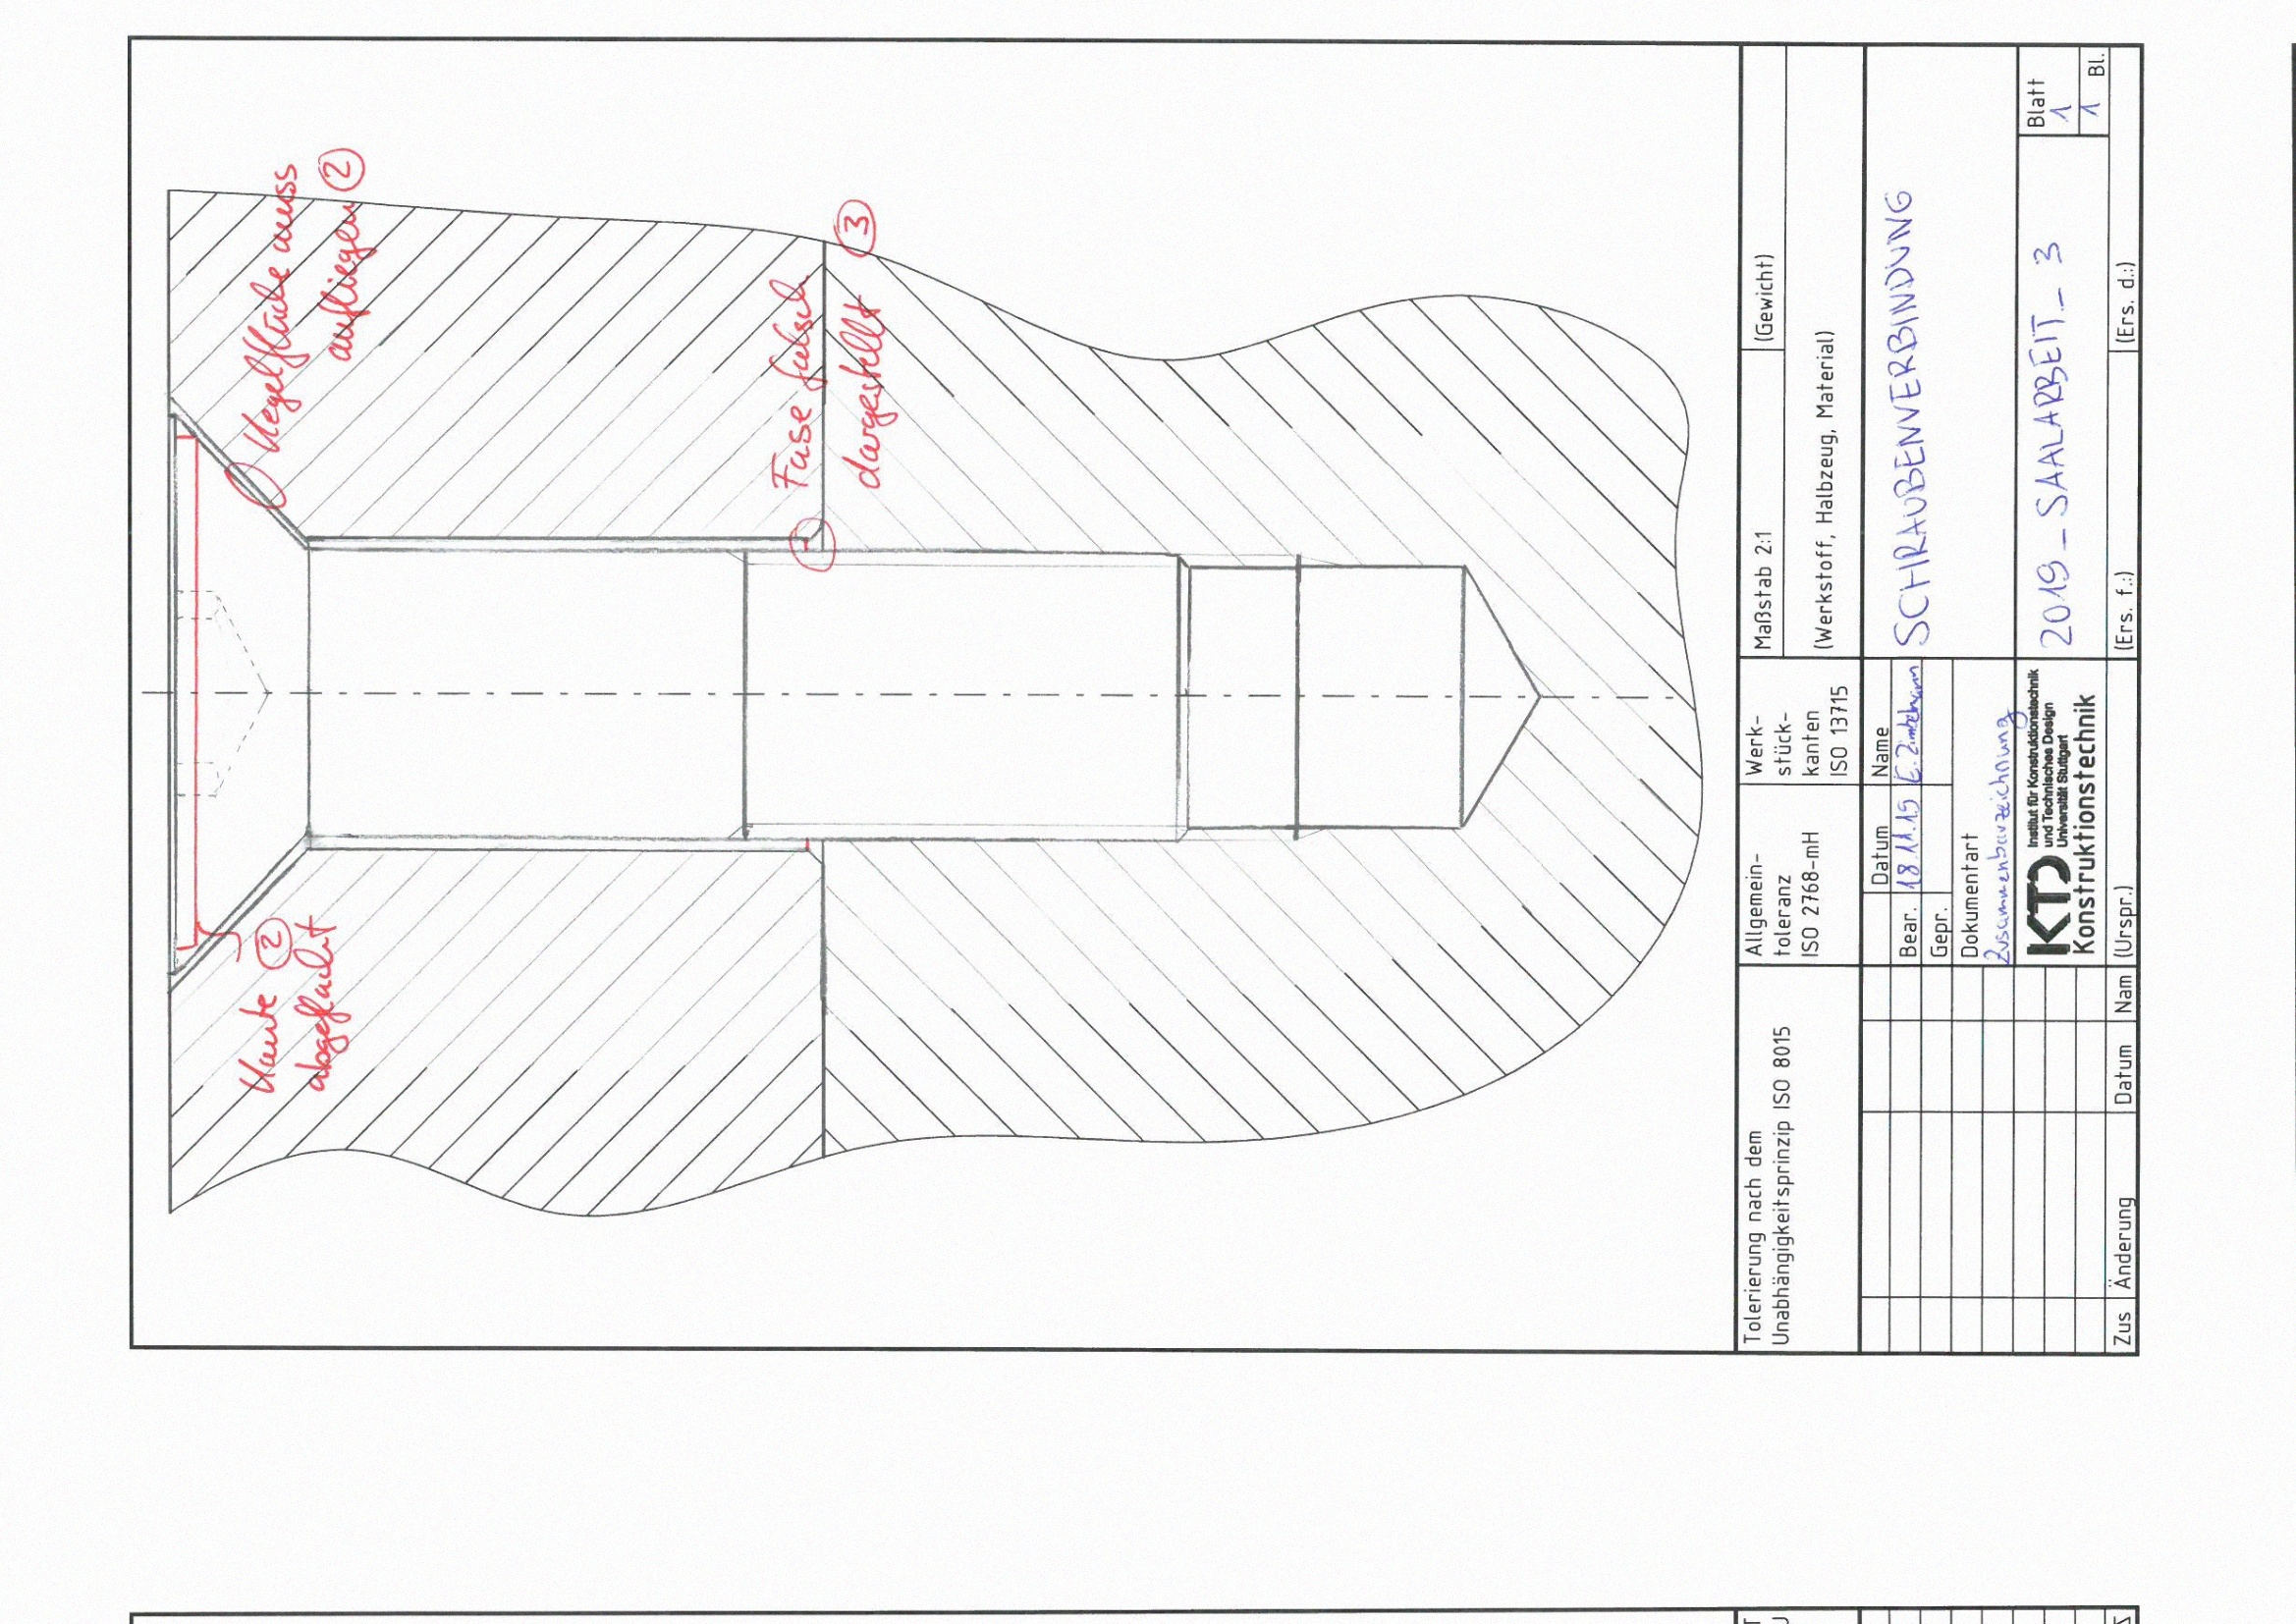 Kegelfläche muss
aufliegen ②
Kante ②
abgeflacht
Fase falsch
dargestellt ③
Tolerierung nach dem
Unabhängigkeitsprinzip ISO 8015
Allgemein-
toleranz
ISO 2768-mH
Werk-
stück-
kanten
ISO 13715
Maßstab 2:1
(Gewicht)
(Werkstoff, Halbzeug, Material)
Datum
Name
Bear.
18.11.19
Gepr.
SCHRAUBENVERBINDUNG
Dokumentart
Zusammenbauzeichnung
KTD
Institut für Konstruktionstechnik
und Technisches Design
Universität Stuttgart
Konstruktionstechnik
2019_SAALARBEIT_3
Blatt
1
1 Bl.
Zus
Änderung
Datum
Nam
(Urspr.)
(Ers. f.:)
(Ers. d.:)